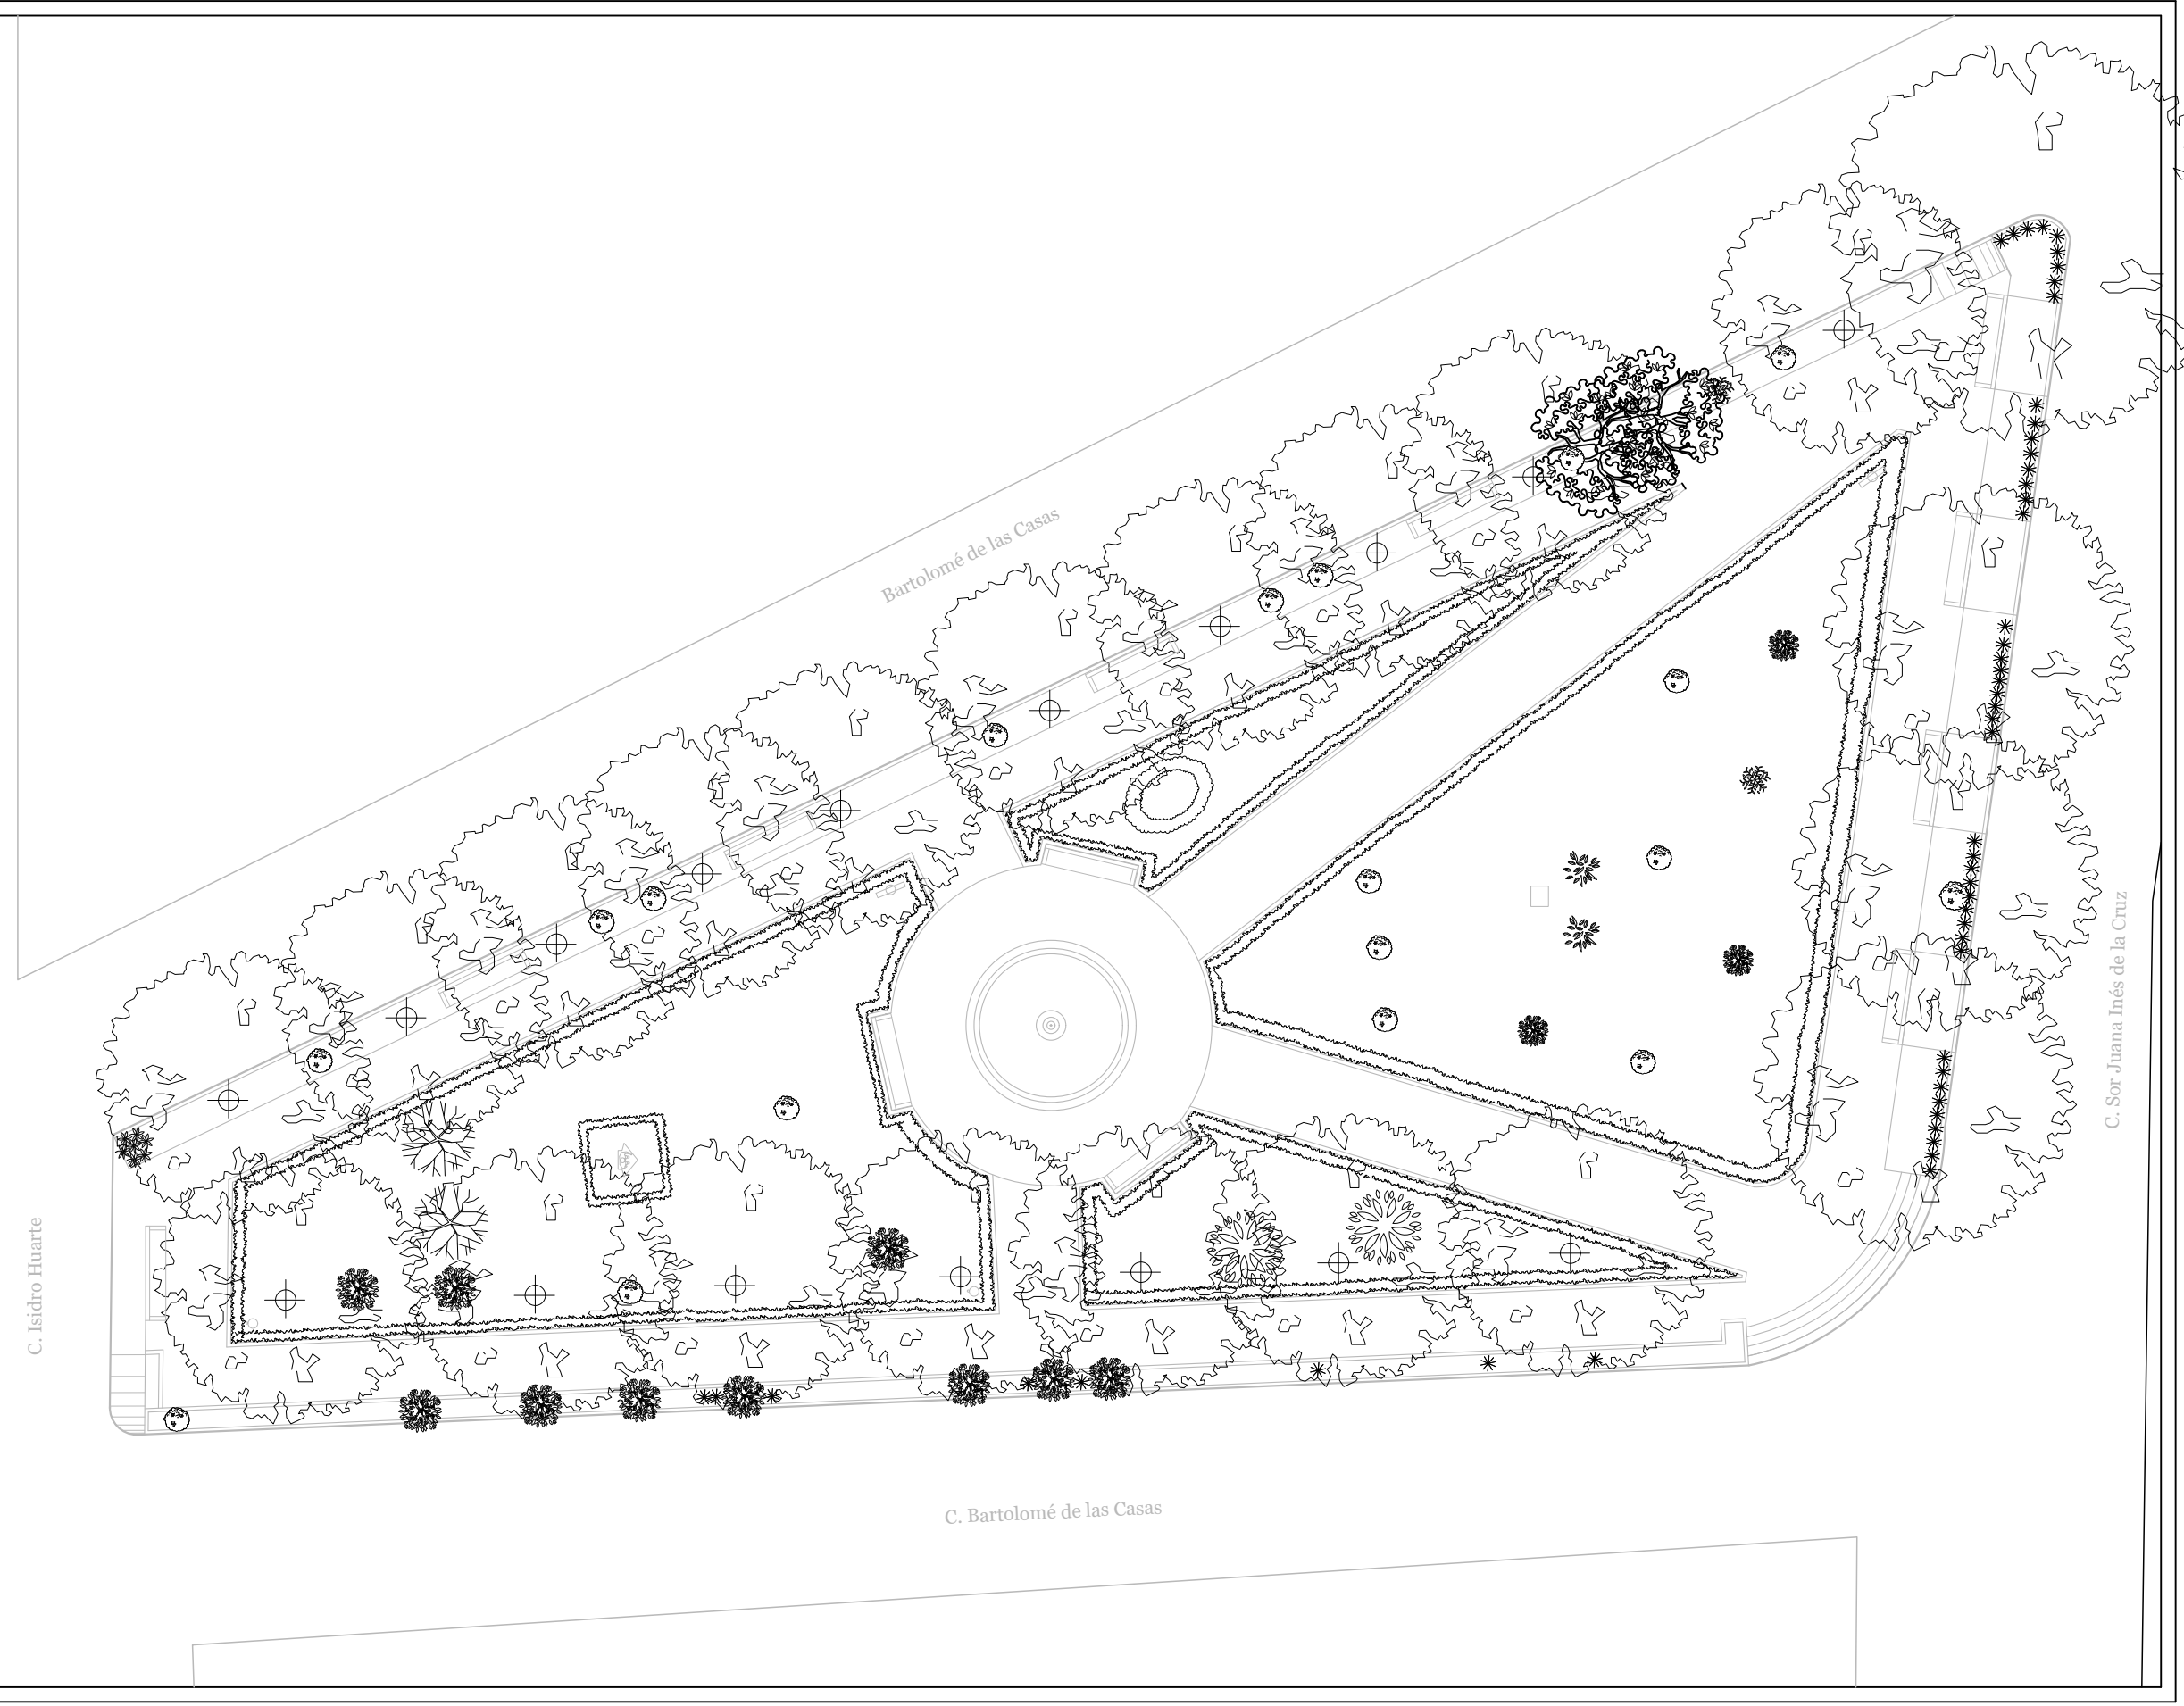 Bartolomé de las Casas
C. Sor Juana Inés de la Cruz
C. Isidro Huarte
C. Bartolomé de las Casas